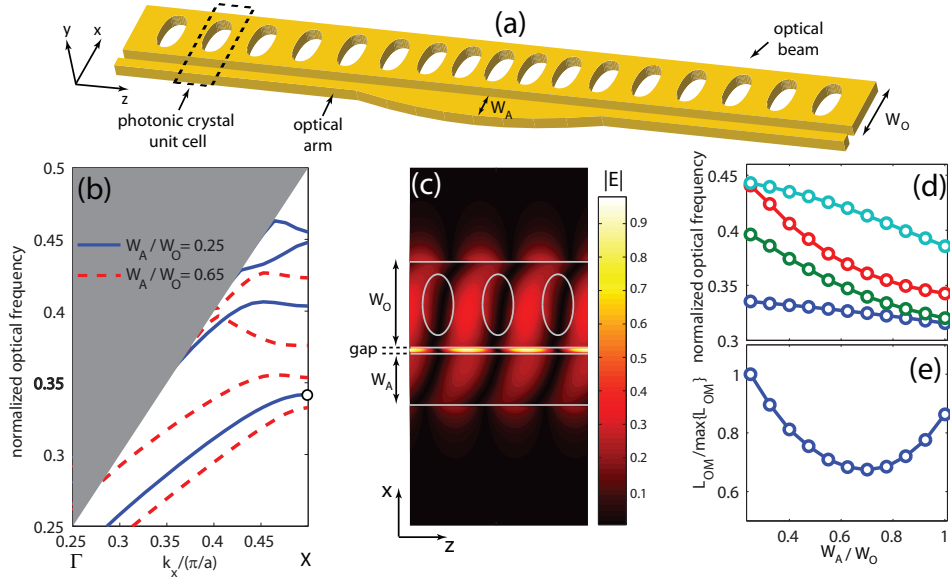 (a)
y
x
z
photonic crystal
unit cell
optical
arm
W_A
optical
beam
W_O
(b)
normalized optical frequency
0.5
0.45
0.4
0.35
0.3
0.25
W_A / W_O = 0.25
W_A / W_O = 0.65
0.25
0.3
0.35
0.4
0.45
0.5
Γ
k_x/(π/a)
X
(c)
W_O
gap
W_A
x
z
|E|
0.9
0.8
0.7
0.6
0.5
0.4
0.3
0.2
0.1
(d)
normalized optical frequency
0.45
0.4
0.35
0.3
(e)
L_OM/max{L_OM}
1
0.8
0.6
0.4
0.6
0.8
1
W_A / W_O